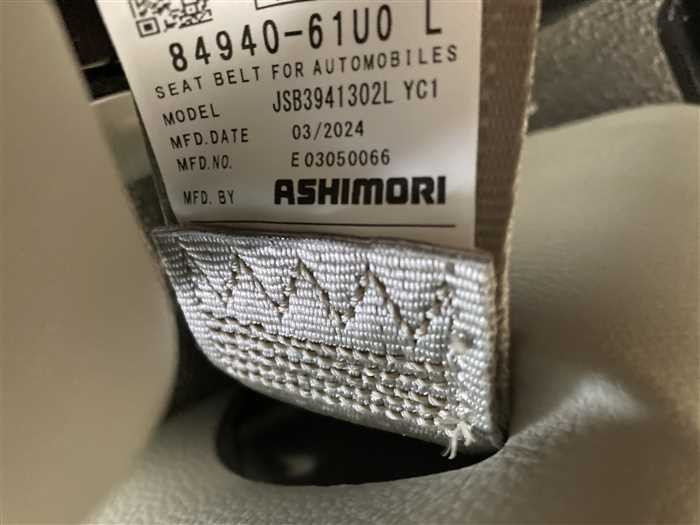 84940-61U0 L
SEAT BELT FOR AUTOMOBILES
MODEL JSB3941302L YC1
MFD.DATE 03/2024
MFD.NO. E03050066
MFD. BY ASHIMORI